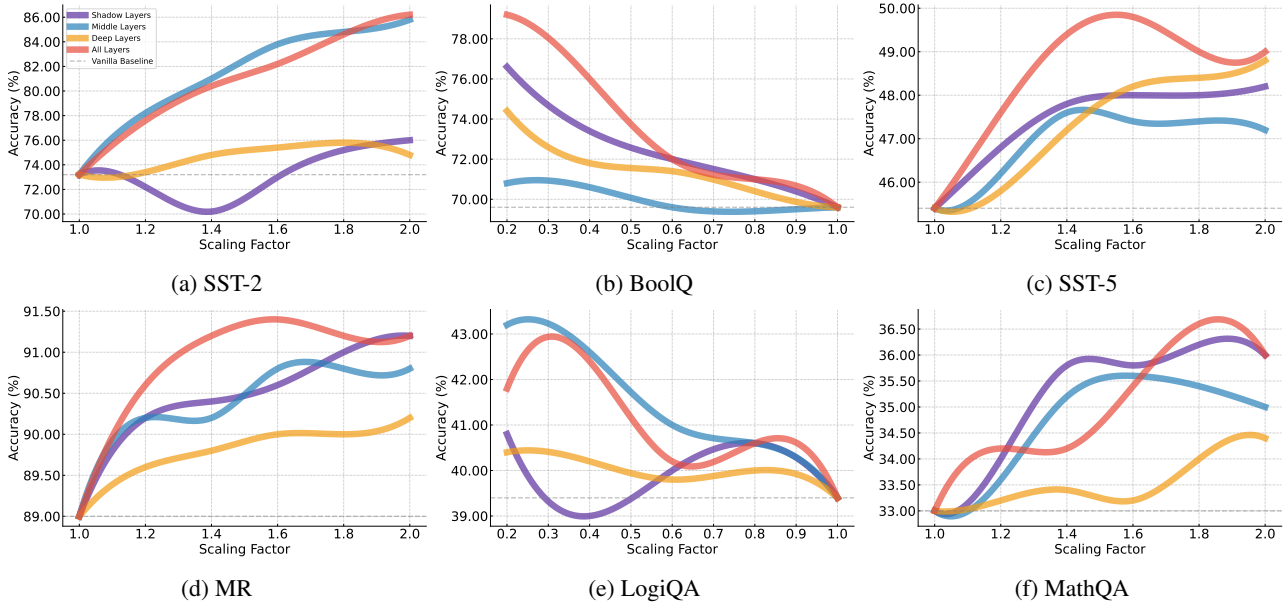 86.00
84.00
82.00
80.00
78.00
76.00
74.00
72.00
70.00
Accuracy (%)
Shadow Layers
Middle Layers
Deep Layers
All Layers
Vanilla Baseline
1.0 1.2 1.4 1.6 1.8 2.0
Scaling Factor
(a) SST-2
78.00
76.00
74.00
72.00
70.00
Accuracy (%)
0.2 0.3 0.4 0.5 0.6 0.7 0.8 0.9 1.0
Scaling Factor
(b) BoolQ
50.00
49.00
48.00
47.00
46.00
Accuracy (%)
1.0 1.2 1.4 1.6 1.8 2.0
Scaling Factor
(c) SST-5
91.50
91.00
90.50
90.00
89.50
89.00
Accuracy (%)
1.0 1.2 1.4 1.6 1.8 2.0
Scaling Factor
(d) MR
43.00
42.00
41.00
40.00
39.00
Accuracy (%)
0.2 0.3 0.4 0.5 0.6 0.7 0.8 0.9 1.0
Scaling Factor
(e) LogiQA
36.50
36.00
35.50
35.00
34.50
34.00
33.50
33.00
Accuracy (%)
1.0 1.2 1.4 1.6 1.8 2.0
Scaling Factor
(f) MathQA